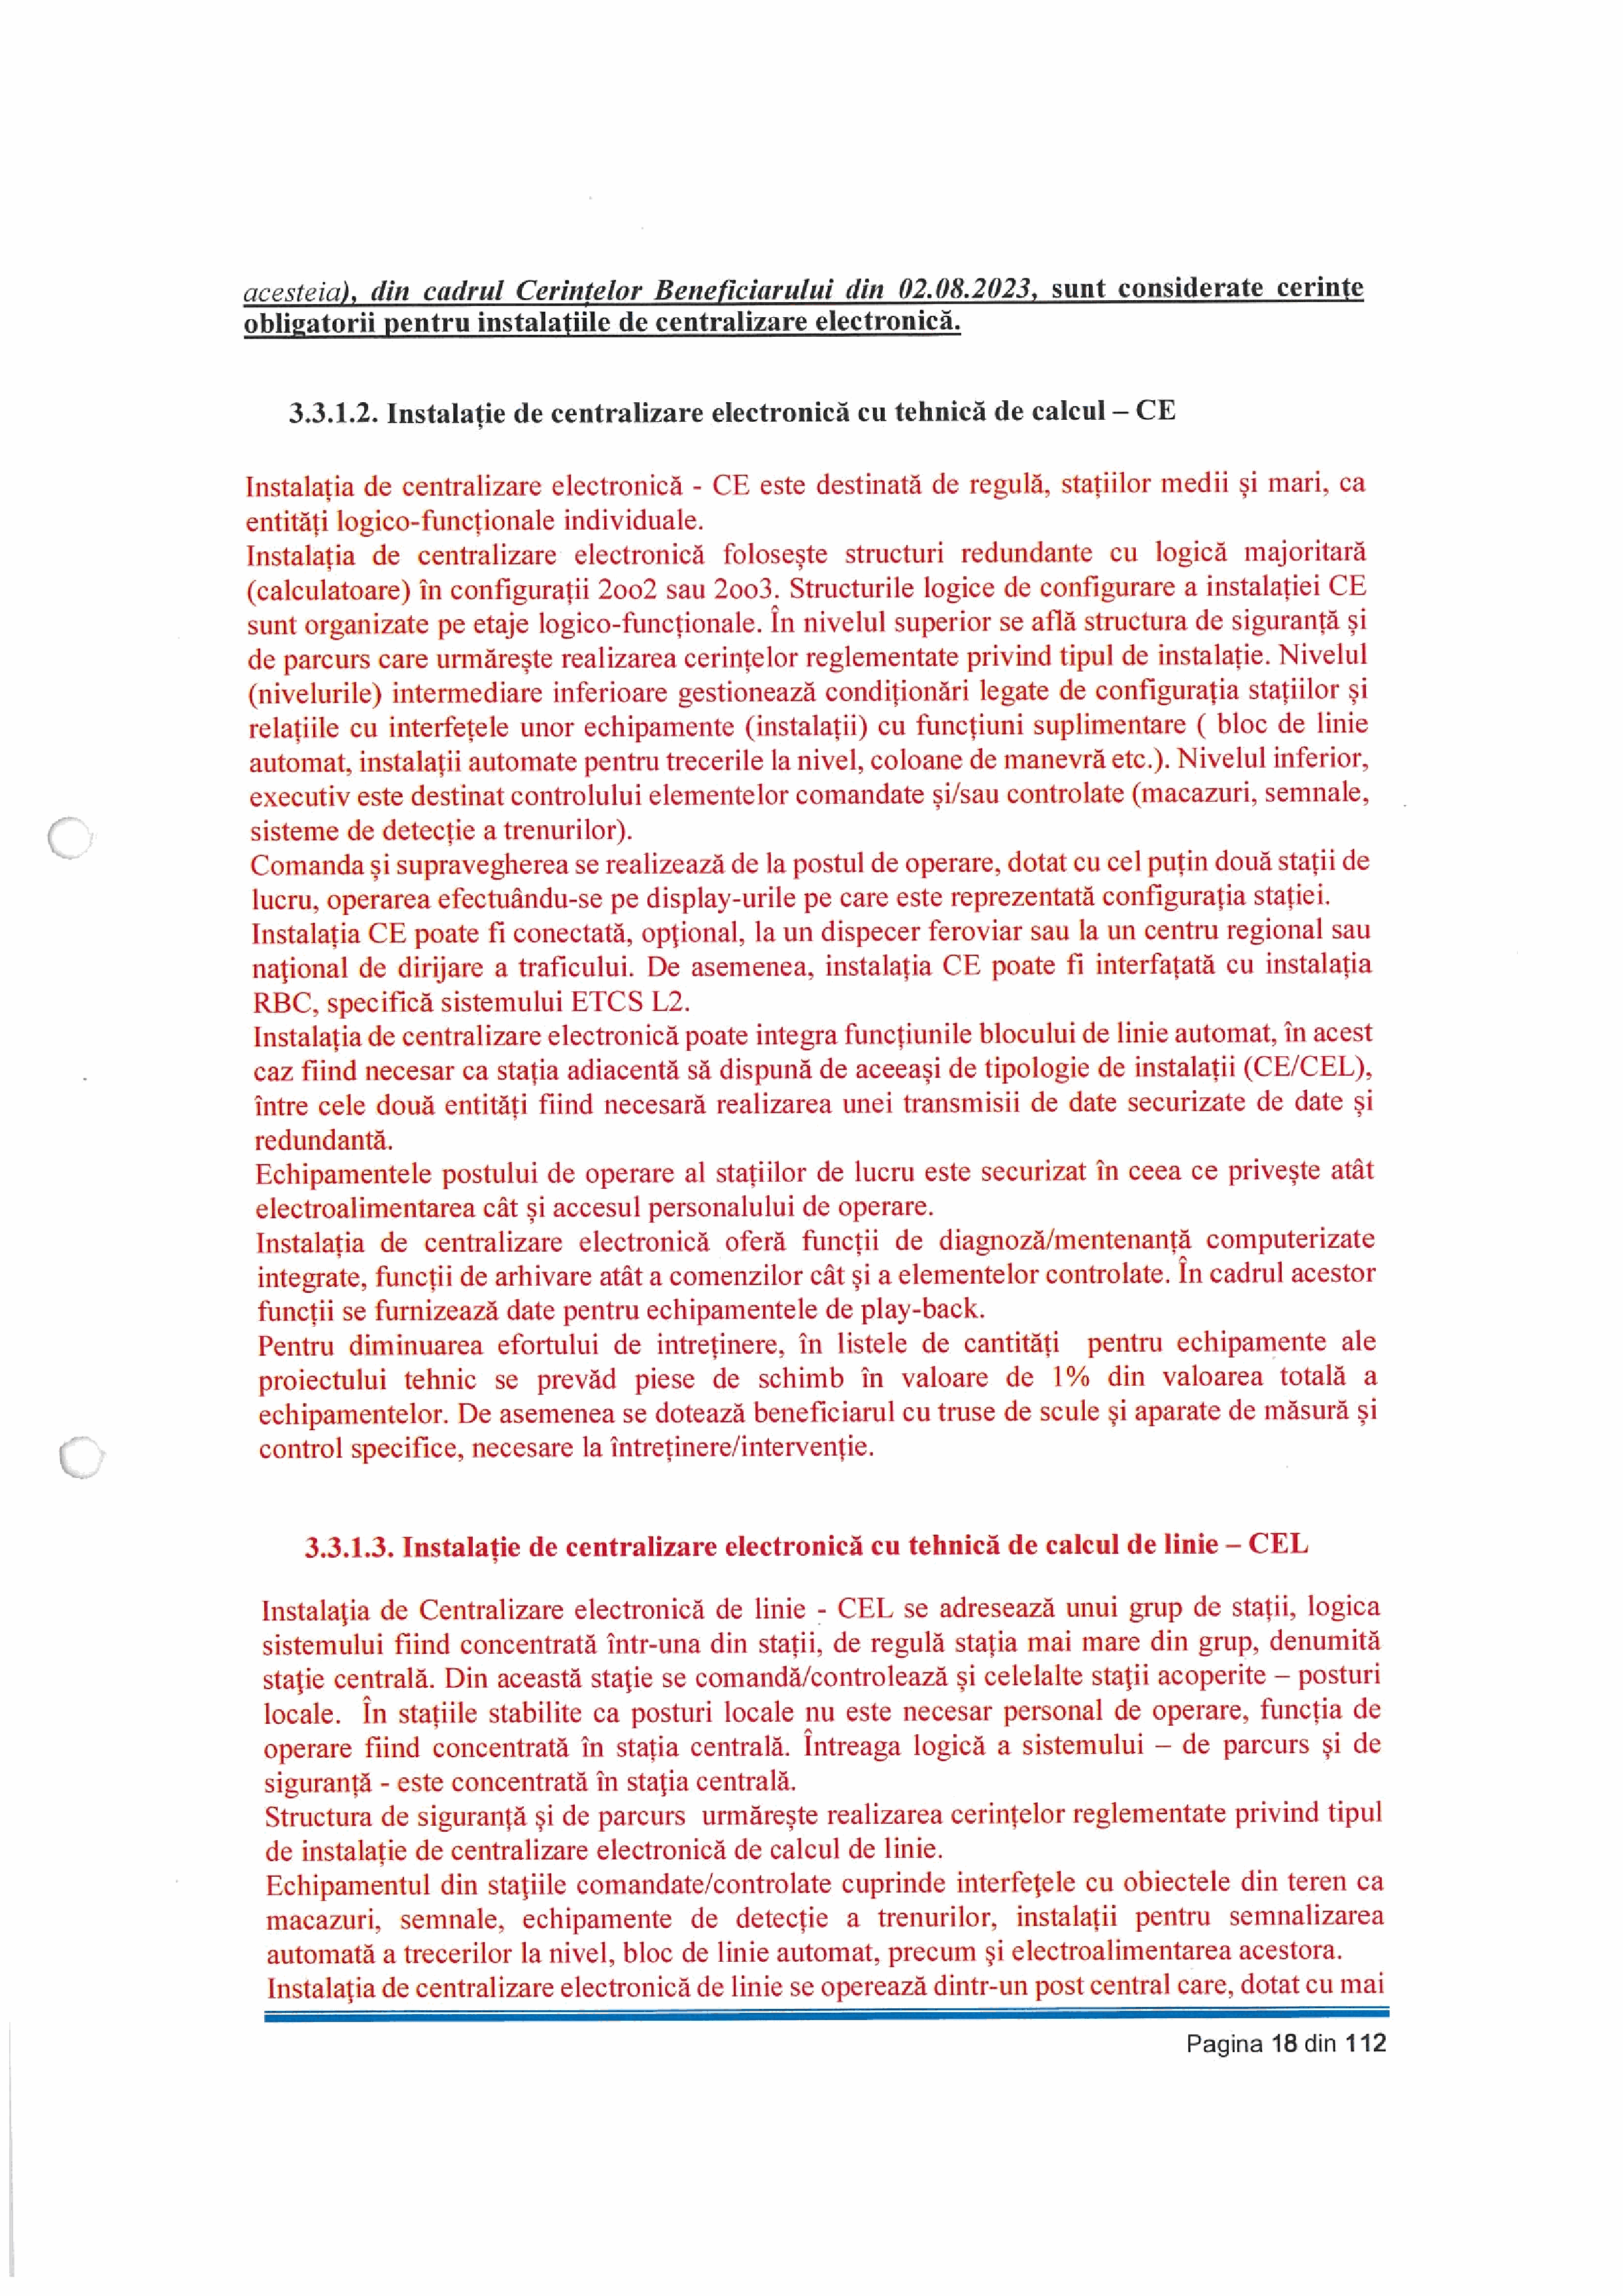 acesteia), din cadrul Cerințelor Beneficiarului din 02.08.2023, sunt considerate cerințe
obligatorii pentru instalațiile de centralizare electronică.
3.3.1.2. Instalație de centralizare electronică cu tehnică de calcul – CE
Instalația de centralizare electronică - CE este destinată de regulă, stațiilor medii și mari, ca
entități logico-funcționale individuale.
Instalația de centralizare electronică folosește structuri redundante cu logică majoritară
(calculatoare) în configurații 2oo2 sau 2oo3. Structurile logice de configurare a instalației CE
sunt organizate pe etaje logico-funcționale. În nivelul superior se află structura de siguranță și
de parcurs care urmărește realizarea cerințelor reglementate privind tipul de instalație. Nivelul
(nivelurile) intermediare inferioare gestionează condiționări legate de configurația stațiilor și
relațiile cu interfețele unor echipamente (instalații) cu funcțiuni suplimentare ( bloc de linie
automat, instalații automate pentru trecerile la nivel, coloane de manevră etc.). Nivelul inferior,
executiv este destinat controlului elementelor comandate și/sau controlate (macazuri, semnale,
sisteme de detecție a trenurilor).
Comanda și supravegherea se realizează de la postul de operare, dotat cu cel puțin două stații de
lucru, operarea efectuându-se pe display-urile pe care este reprezentată configurația stației.
Instalația CE poate fi conectată, opţional, la un dispecer feroviar sau la un centru regional sau
naţional de dirijare a traficului. De asemenea, instalația CE poate fi interfațată cu instalația
RBC, specifică sistemului ETCS L2.
Instalația de centralizare electronică poate integra funcțiunile blocului de linie automat, în acest
caz fiind necesar ca stația adiacentă să dispună de aceeași de tipologie de instalații (CE/CEL),
între cele două entități fiind necesară realizarea unei transmisii de date securizate de date și
redundantă.
Echipamentele postului de operare al stațiilor de lucru este securizat în ceea ce privește atât
electroalimentarea cât și accesul personalului de operare.
Instalația de centralizare electronică oferă funcții de diagnoză/mentenanță computerizate
integrate, funcții de arhivare atât a comenzilor cât și a elementelor controlate. În cadrul acestor
funcții se furnizează date pentru echipamentele de play-back.
Pentru diminuarea efortului de intreținere, în listele de cantități pentru echipamente ale
proiectului tehnic se prevăd piese de schimb în valoare de 1% din valoarea totală a
echipamentelor. De asemenea se dotează beneficiarul cu truse de scule și aparate de măsură și
control specifice, necesare la întreținere/intervenție.
3.3.1.3. Instalație de centralizare electronică cu tehnică de calcul de linie – CEL
Instalaţia de Centralizare electronică de linie - CEL se adresează unui grup de stații, logica
sistemului fiind concentrată într-una din stații, de regulă stația mai mare din grup, denumită
staţie centrală. Din această staţie se comandă/controlează și celelalte staţii acoperite – posturi
locale. În stațiile stabilite ca posturi locale nu este necesar personal de operare, funcția de
operare fiind concentrată în stația centrală. Întreaga logică a sistemului – de parcurs și de
siguranță - este concentrată în staţia centrală.
Structura de siguranță și de parcurs urmărește realizarea cerințelor reglementate privind tipul
de instalație de centralizare electronică de calcul de linie.
Echipamentul din staţiile comandate/controlate cuprinde interfeţele cu obiectele din teren ca
macazuri, semnale, echipamente de detecție a trenurilor, instalații pentru semnalizarea
automată a trecerilor la nivel, bloc de linie automat, precum şi electroalimentarea acestora.
Instalaţia de centralizare electronică de linie se operează dintr-un post central care, dotat cu mai
Pagina 18 din 112